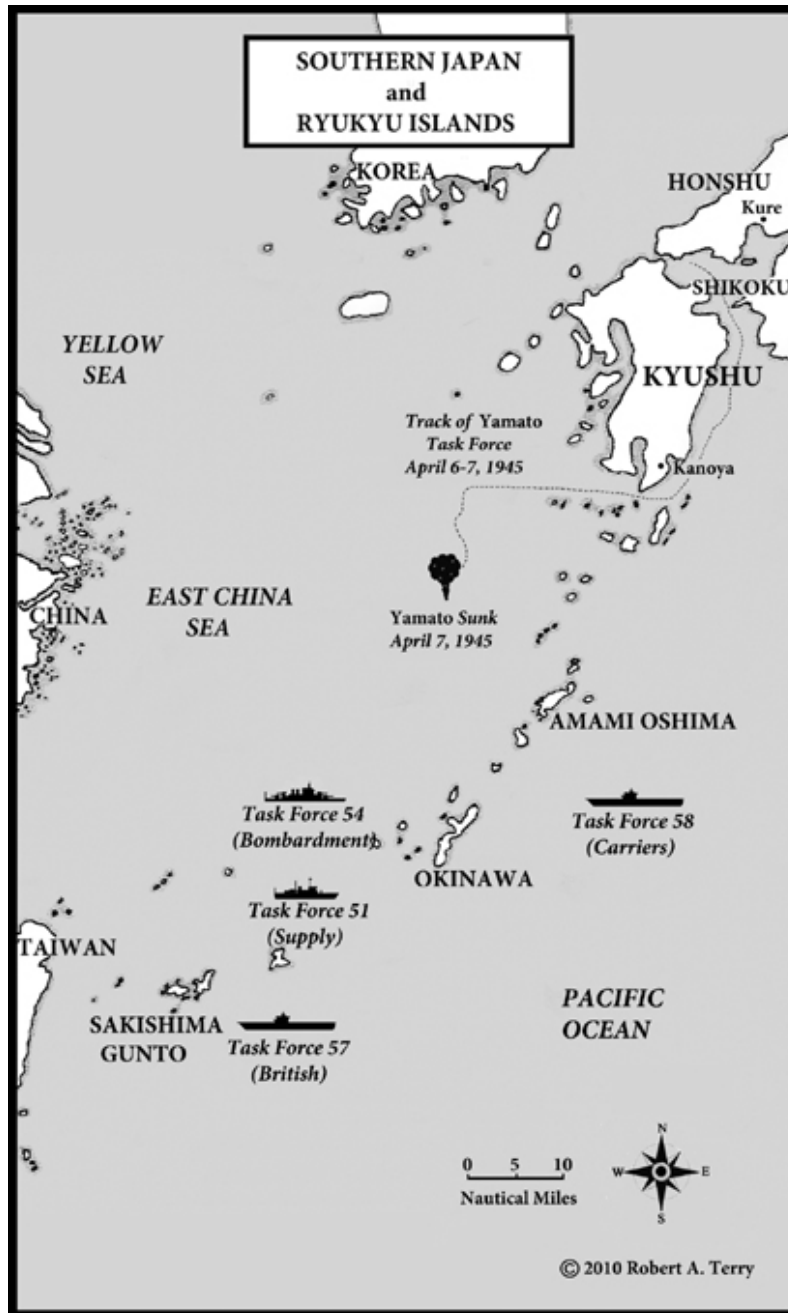 SOUTHERN JAPAN
and
RYUKYU ISLANDS
KOREA
HONSHU
Kure
SHIKOKU
YELLOW
SEA
KYUSHU
Track of Yamato
Task Force
April 6-7, 1945
Kanoya
EAST CHINA
SEA
CHINA
Yamato Sunk
April 7, 1945
AMAMI OSHIMA
Task Force 54
(Bombardment)
Task Force 58
(Carriers)
OKINAWA
Task Force 51
(Supply)
TAIWAN
SAKISHIMA
GUNTO
PACIFIC
OCEAN
Task Force 57
(British)
N
W
E
S
0 5 10
Nautical Miles
© 2010 Robert A. Terry